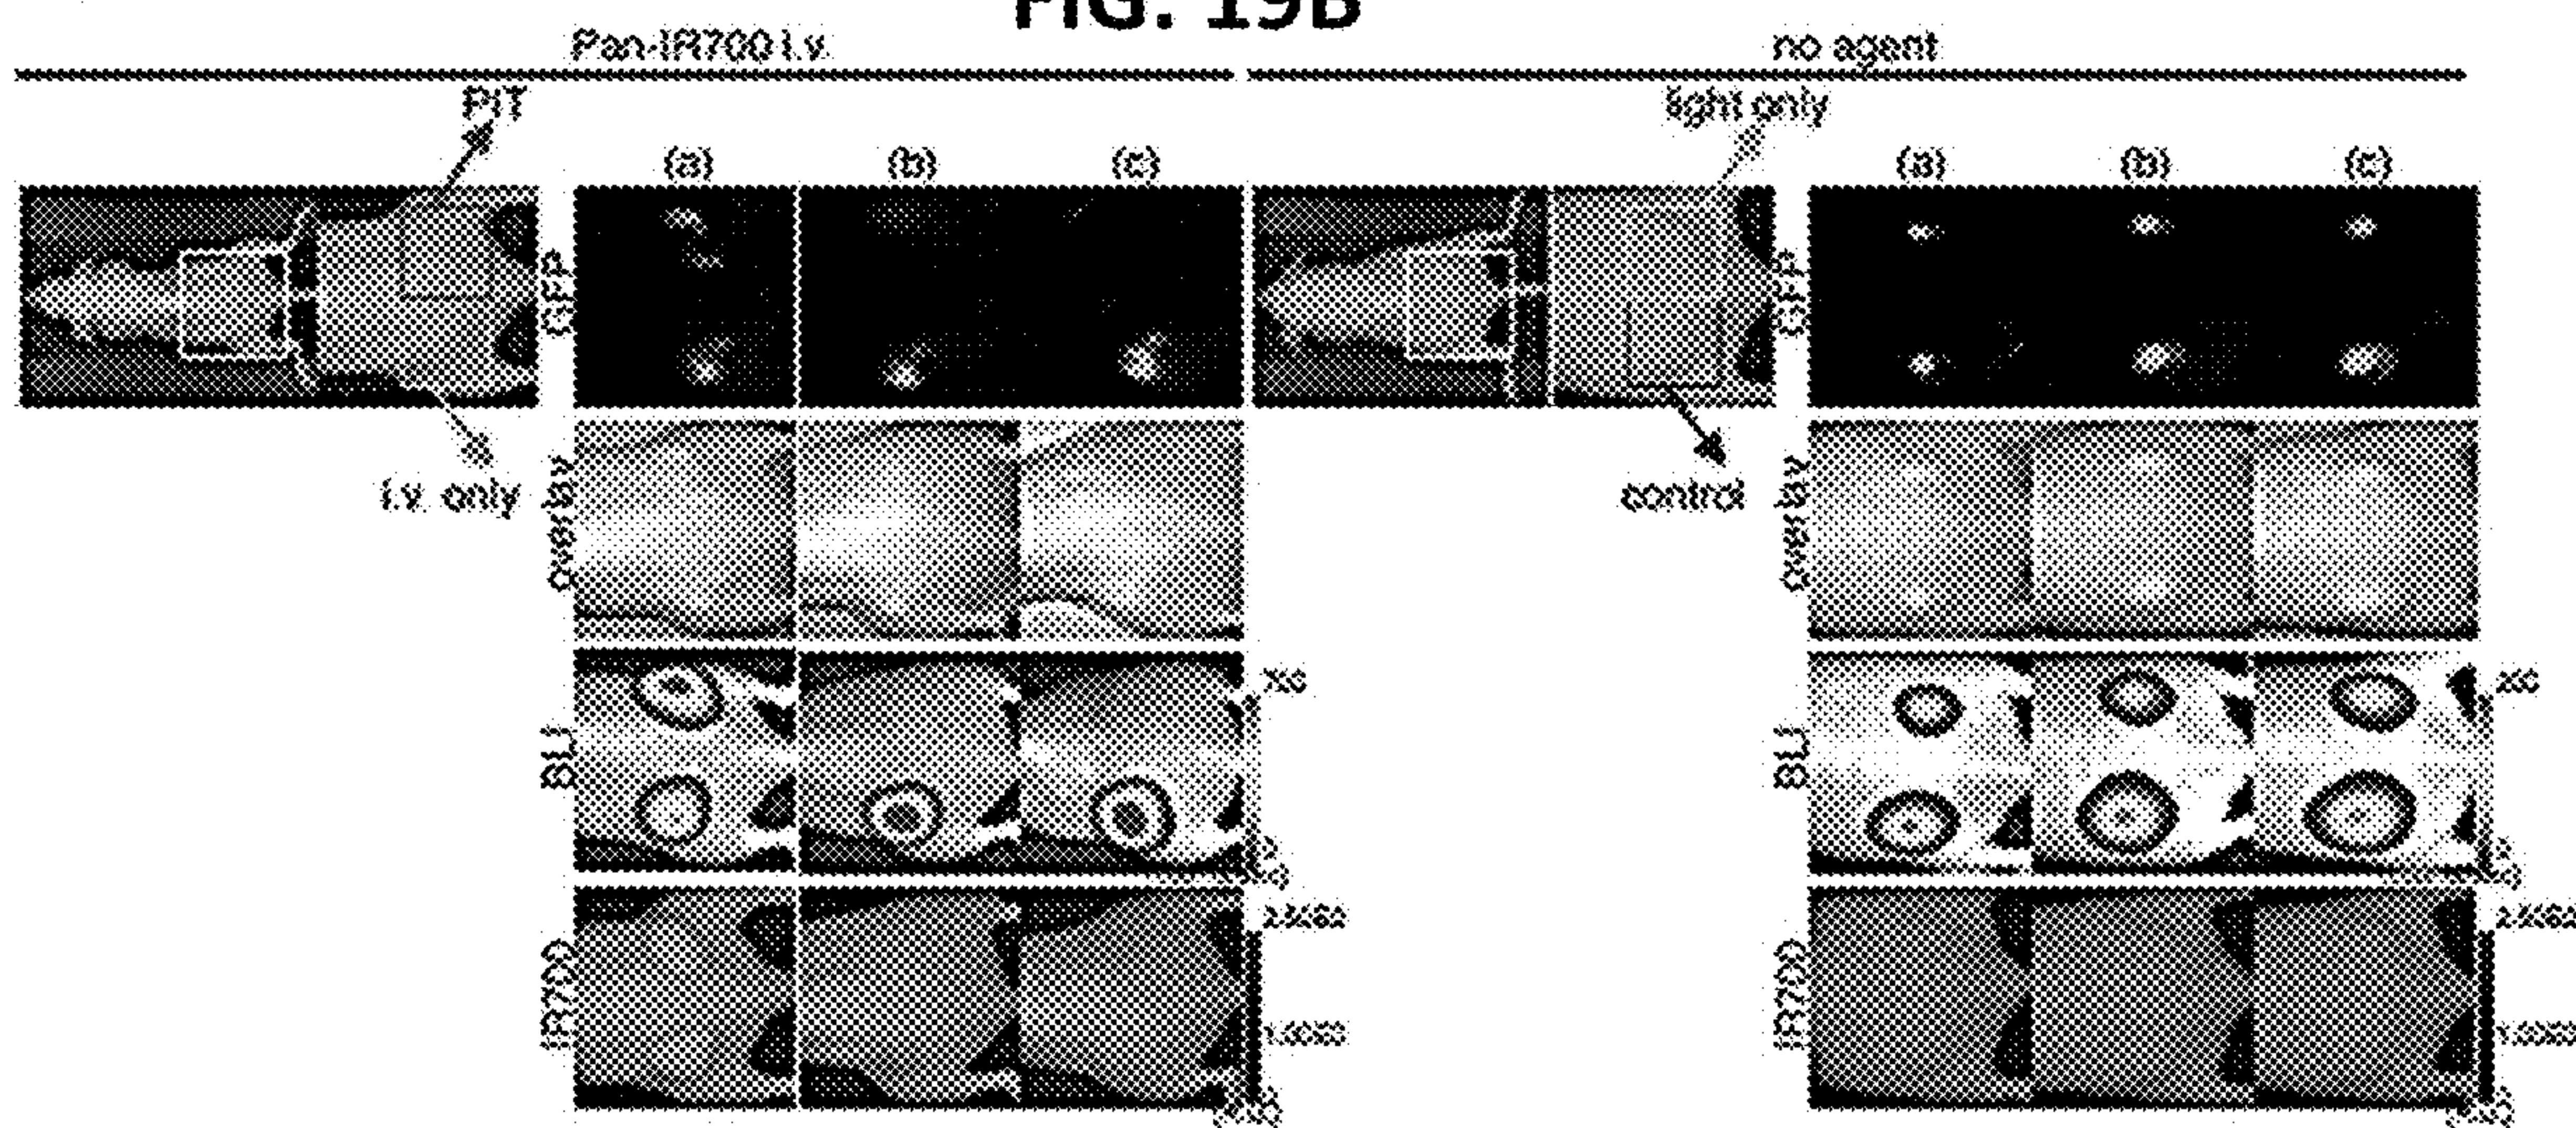 FIG. 19B
Pan-IR700 i.v.
no agent
PIT
light only
(a)
(b)
(c)
(a)
(b)
(c)
GFP
GFP
i.v. only
control
overlay
overlay
BLI
BLI
IR700
IR700